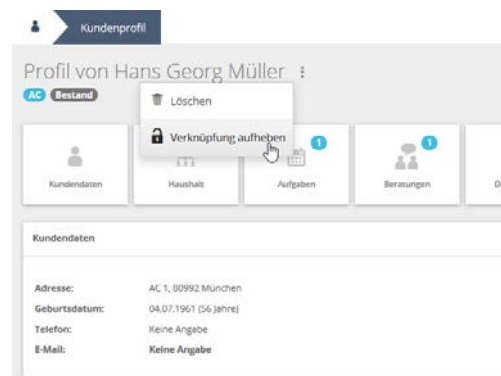 Kundenprofil
Profil von Hans Georg Müller
AC Bestand
Löschen
Verknüpfung aufheben
1 1
Kundendaten Haushalt Aufgaben Beratungen
Kundendaten
Adresse: AC 1, 80992 München
Geburtsdatum: 04.07.1961 (56 Jahre)
Telefon: Keine Angabe
E-Mail: Keine Angabe